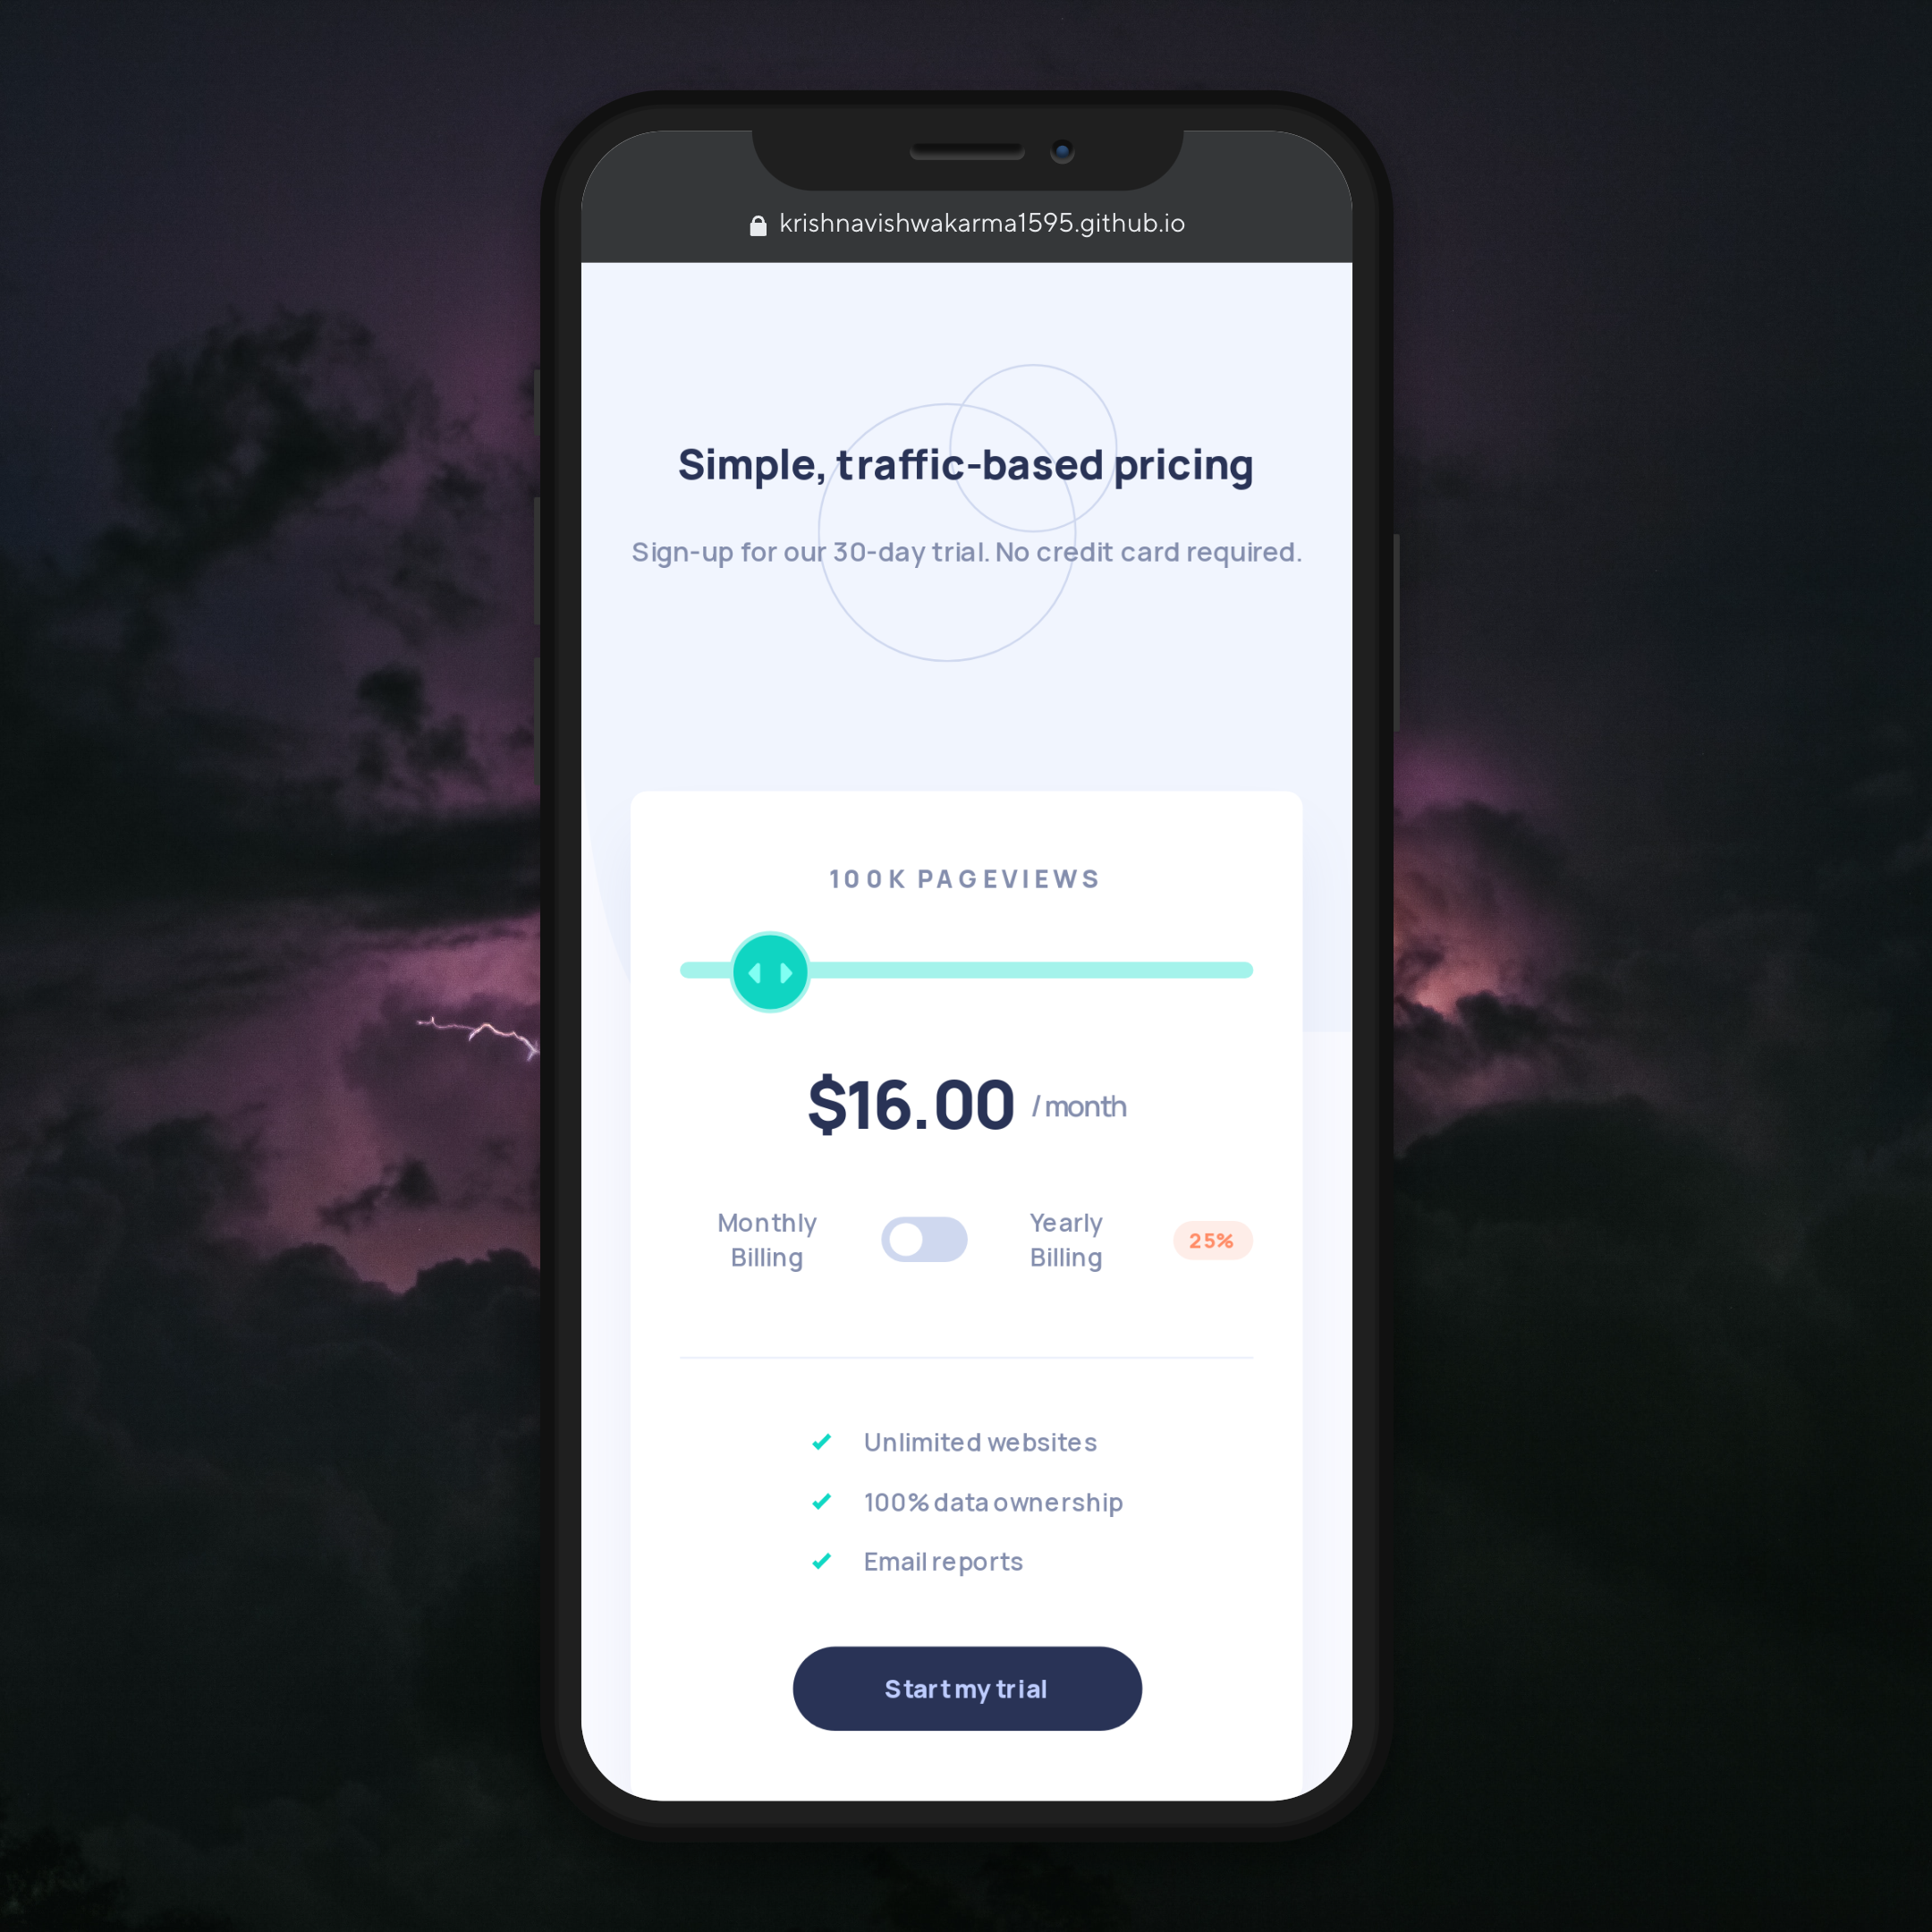 krishnavishwakarma1595.github.io
Simple, traffic-based pricing
Sign-up for our 30-day trial. No credit card required.
100K PAGEVIEWS
$16.00 / month
Monthly
Billing
Yearly
Billing
25%
Unlimited websites
100% data ownership
Email reports
Start my trial